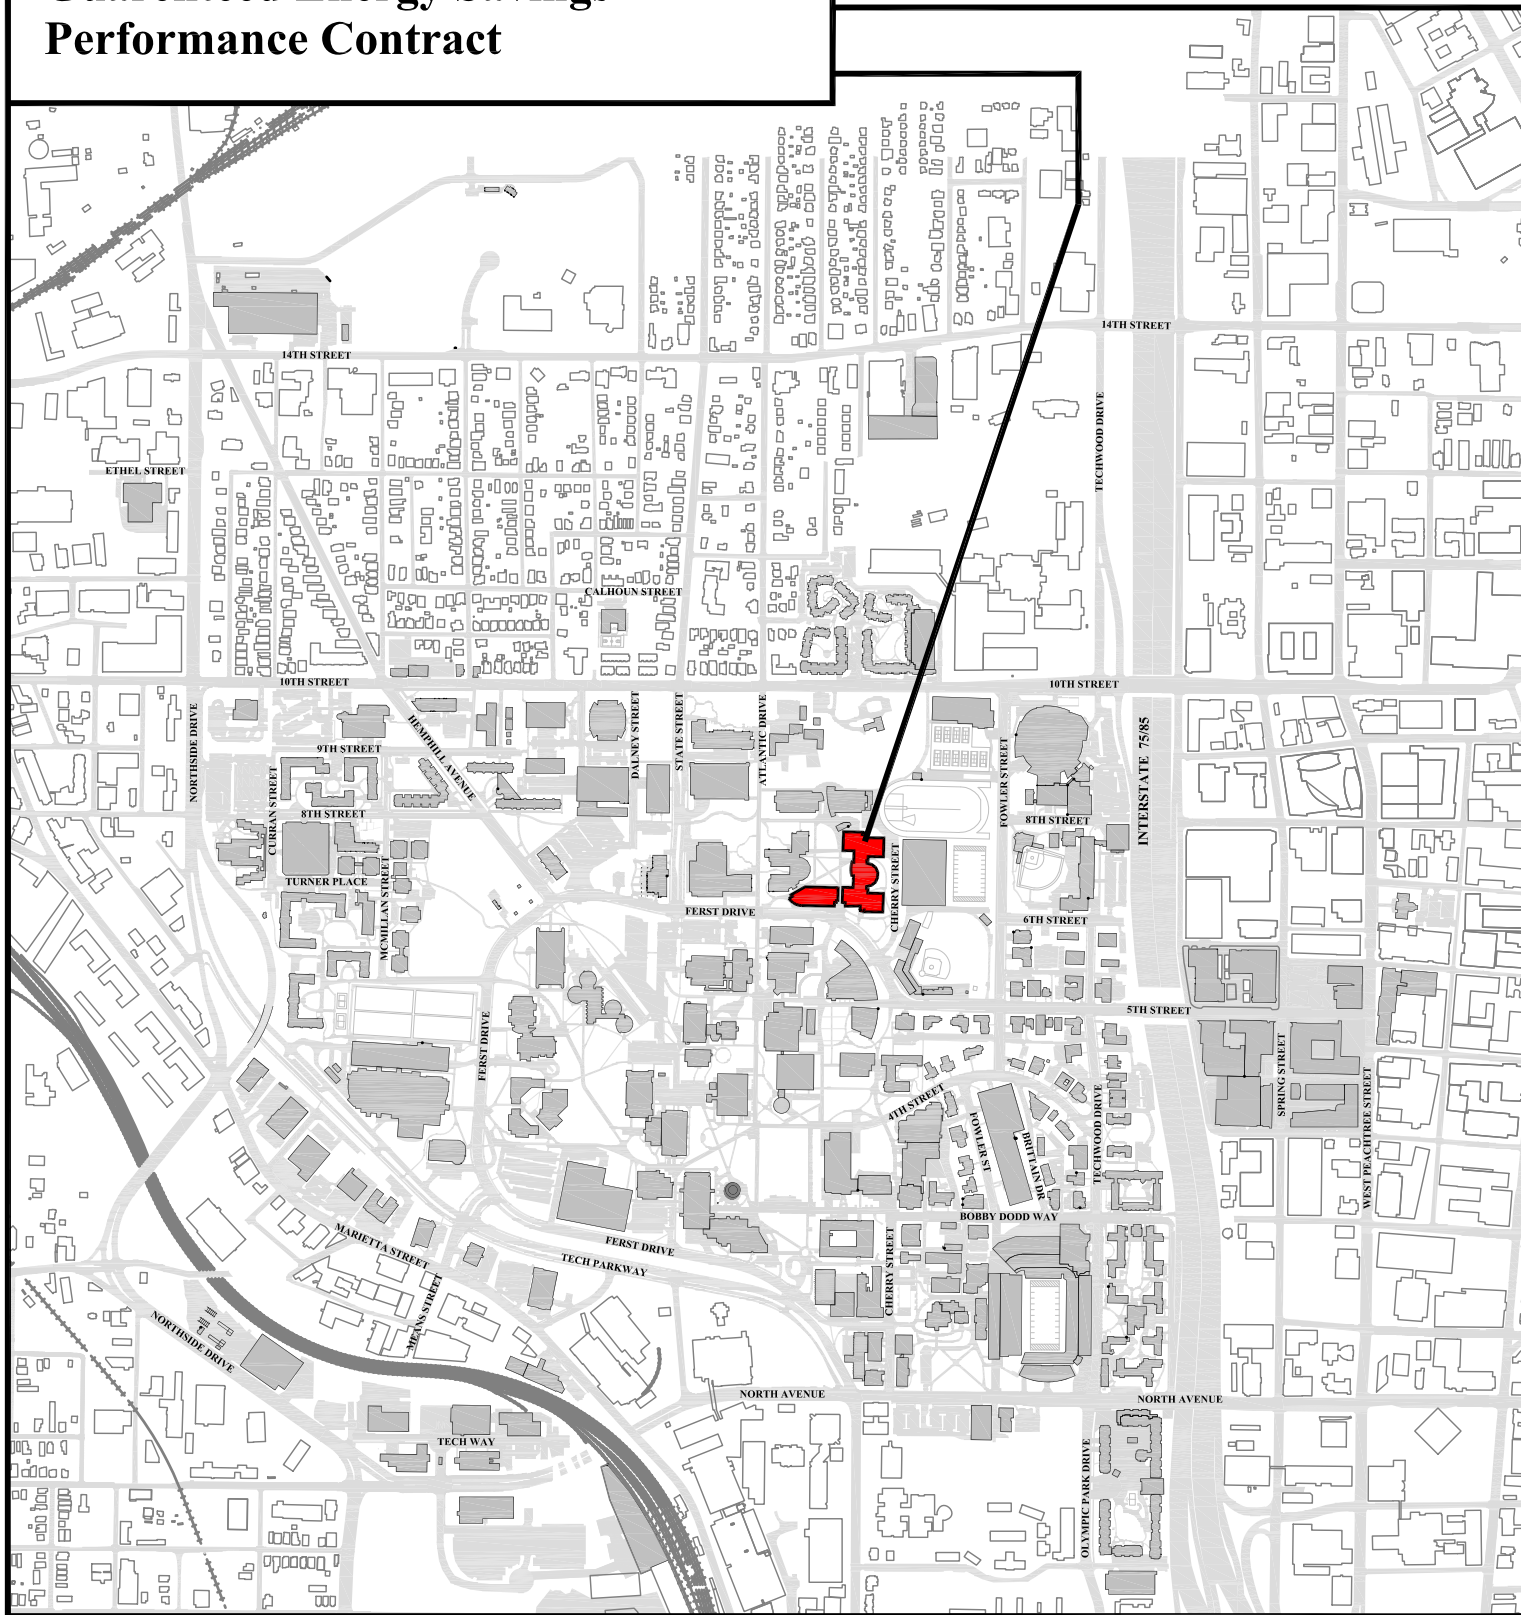 Performance Contract
14TH STREET
14TH STREET
TECHWOOD DRIVE
ETHEL STREET
CALHOUN STREET
10TH STREET
10TH STREET
NORTHSIDE DRIVE
HEMPHILL AVENUE
DALNEY STREET
STATE STREET
ATLANTIC DRIVE
INTERSTATE 75/85
9TH STREET
FOWLER STREET
CURRAN STREET
8TH STREET
8TH STREET
CHERRY STREET
TURNER PLACE
MCMILLAN STREET
FERST DRIVE
6TH STREET
5TH STREET
FERST DRIVE
SPRING STREET
4TH STREET
WEST PEACHTREE STREET
TECHWOOD DRIVE
FOWLER ST
BRITTAIN DR
BOBBY DODD WAY
MARIETTA STREET
FERST DRIVE
TECH PARKWAY
CHERRY STREET
MEANS STREET
NORTHSIDE DRIVE
NORTH AVENUE
NORTH AVENUE
TECH WAY
OLYMPIC PARK DRIVE